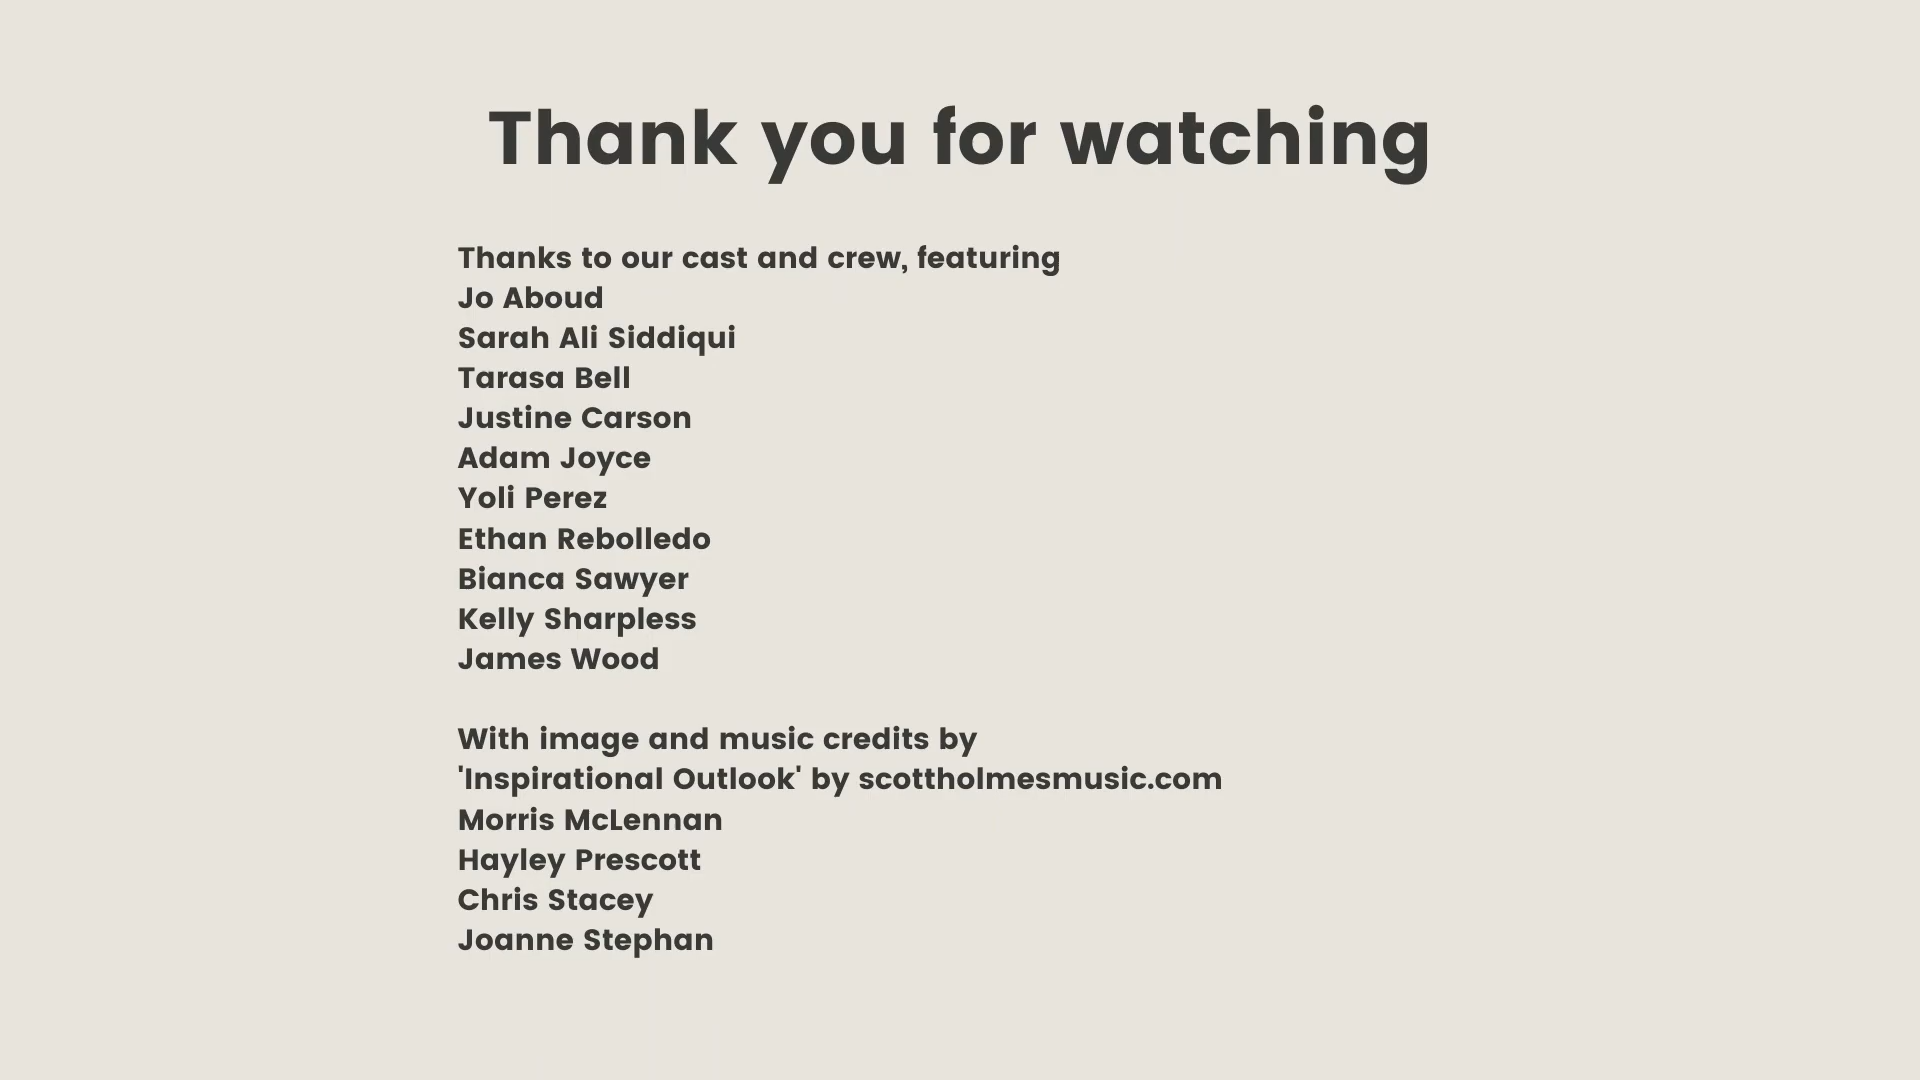 Thank you for watching
Thanks to our cast and crew, featuring
Jo Aboud
Sarah Ali Siddiqui
Tarasa Bell
Justine Carson
Adam Joyce
Yoli Perez
Ethan Rebolledo
Bianca Sawyer
Kelly Sharpless
James Wood
With image and music credits by
'Inspirational Outlook' by scottholmesmusic.com
Morris McLennan
Hayley Prescott
Chris Stacey
Joanne Stephan